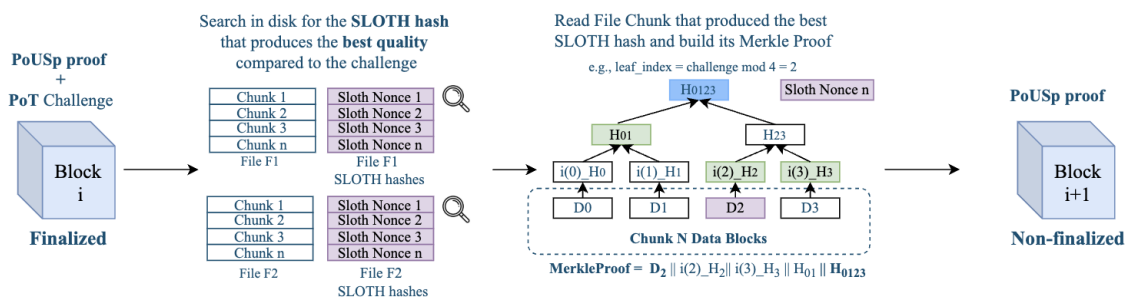 PoUSp proof
+
PoT Challenge
Block
i
Finalized
Search in disk for the SLOTH hash
that produces the best quality
compared to the challenge
Chunk 1
Chunk 2
Chunk 3
Chunk n
File F1
Sloth Nonce 1
Sloth Nonce 2
Sloth Nonce 3
Sloth Nonce n
File F1
SLOTH hashes
Chunk 1
Chunk 2
Chunk 3
Chunk n
File F2
Sloth Nonce 1
Sloth Nonce 2
Sloth Nonce 3
Sloth Nonce n
File F2
SLOTH hashes
Read File Chunk that produced the best
SLOTH hash and build its Merkle Proof
e.g., leaf_index = challenge mod 4 = 2
H0123
Sloth Nonce n
H01
H23
i(0)_H0
i(1)_H1
i(2)_H2
i(3)_H3
D0
D1
D2
D3
Chunk N Data Blocks
MerkleProof = D2 || i(2)_H2|| i(3)_H3 || H01 || H0123
PoUSp proof
Block
i+1
Non-finalized